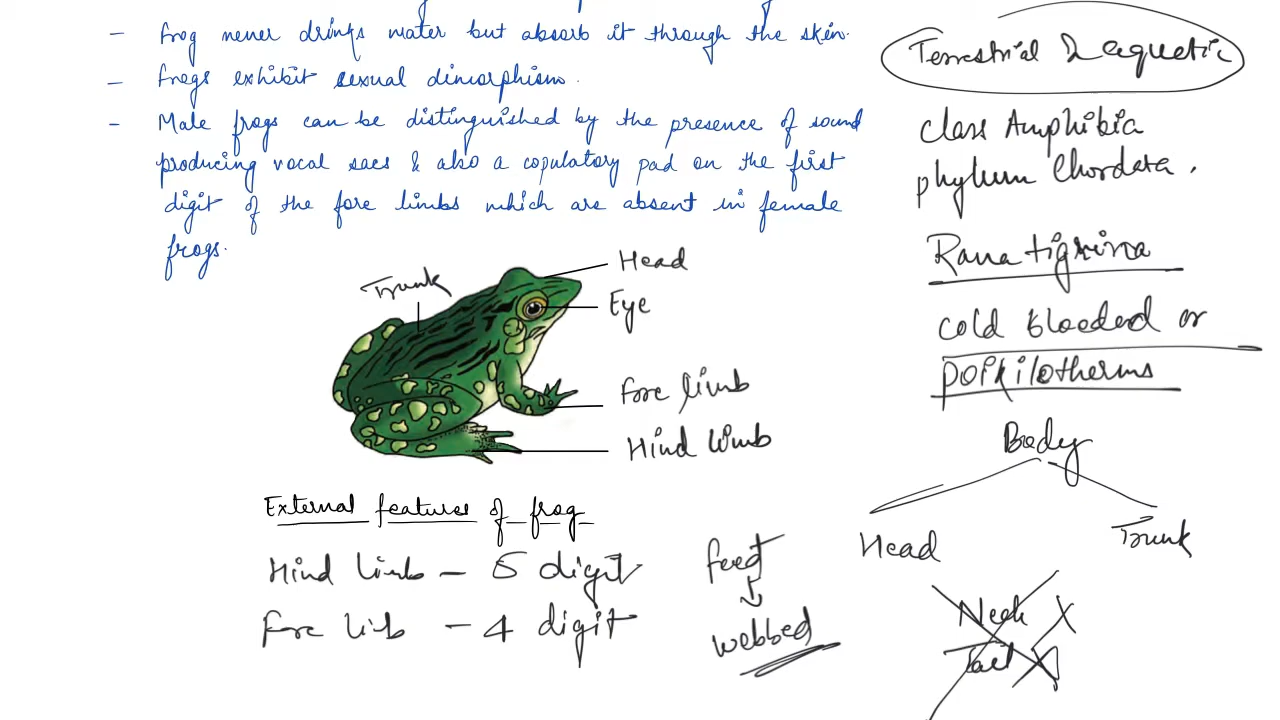 - Frog never drinks water but absorb it through the skin.
- Frogs exhibit sexual dimorphism.
- Male frogs can be distinguished by the presence of sound
producing vocal sacs & also a copulatory pad on the first
digit of the fore limbs which are absent in female
frogs.
Trunk
Head
Eye
Fore limb
Hind limb
External features of frog
Hind limb - 5 digit
Fore lib - 4 digit
feet
↓
webbed
Terrestrial & aquetic
class Amphibia
phylum Chordata.
Rana tigrina
cold blooded or
poikilotherms
Body
Head Trunk
Neck X
Tail X